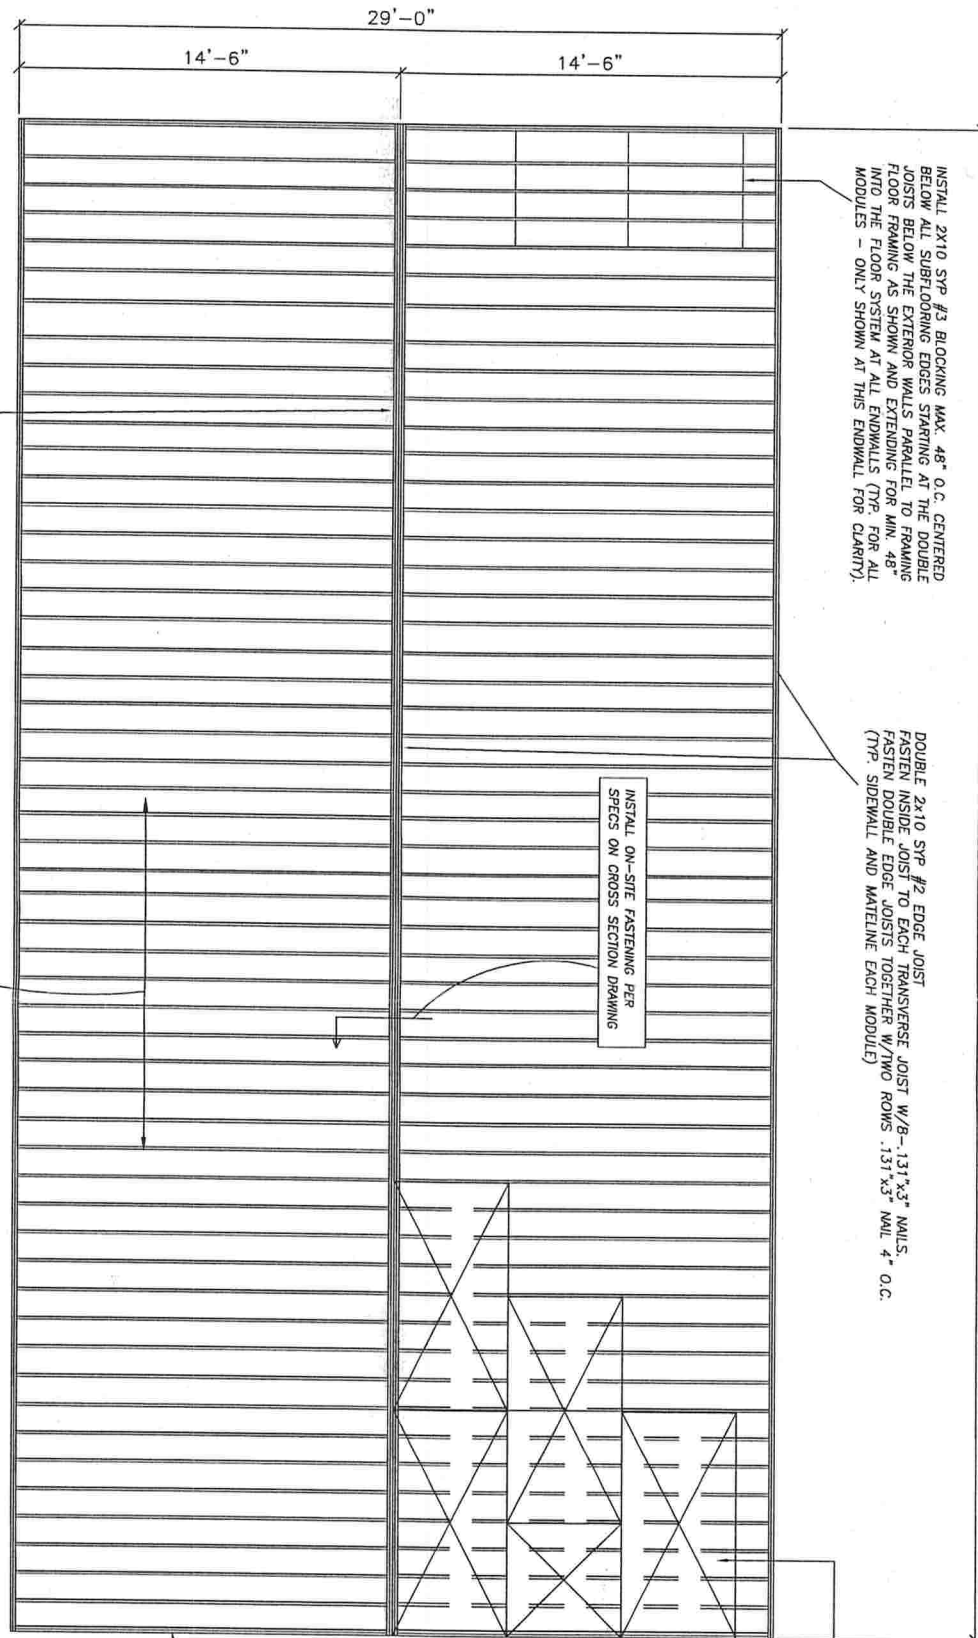 29'-0"
14'-6"
14'-6"
INSTALL 2X10 SYP #3 BLOCKING MAX. 48" O.C. CENTERED
BELOW ALL SUBFLOORING EDGES STARTING AT THE DOUBLE
JOISTS BELOW THE EXTERIOR WALLS PARALLEL TO FRAMING
FLOOR FRAMING AS SHOWN AND EXTENDING FOR MIN. 48"
INTO THE FLOOR SYSTEM AT ALL ENDWALLS (TYP. FOR ALL
MODULES - ONLY SHOWN AT THIS ENDWALL FOR CLARITY).
DOUBLE 2x10 SYP #2 EDGE JOIST
FASTEN INSIDE JOIST TO EACH TRANSVERSE JOIST W/8-.131"x3" NAILS.
FASTEN DOUBLE EDGE JOISTS TOGETHER W/TWO ROWS .131"x3" NAIL 4" O.C.
(TYP. SIDEWALL AND MATELINE EACH MODULE)
INSTALL ON-SITE FASTENING PER
SPECS ON CROSS SECTION DRAWING